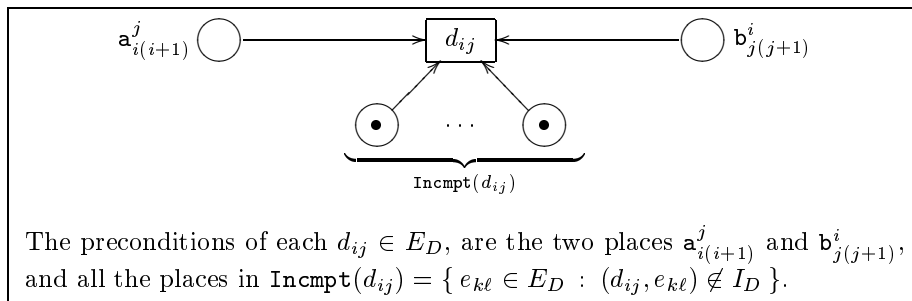 a^j_{i(i+1)} d_{ij} b^i_{j(j+1)}
· · ·
Incmpt(d_{ij})
The preconditions of each d_{ij} ∈ E_D, are the two places a^j_{i(i+1)} and b^i_{j(j+1)},
and all the places in Incmpt(d_{ij}) = { e_{kℓ} ∈ E_D : (d_{ij}, e_{kℓ}) ∉ I_D }.